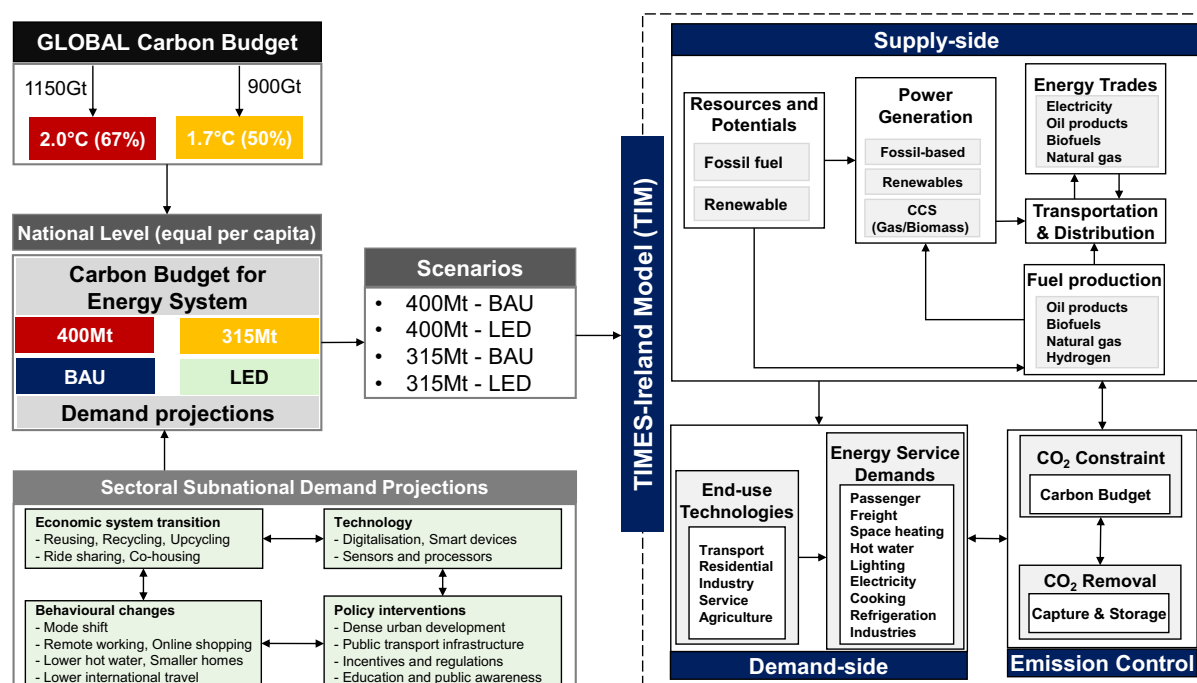 GLOBAL Carbon Budget
1150Gt
900Gt
2.0°C (67%)
1.7°C (50%)
National Level (equal per capita)
Carbon Budget for
Energy System
400Mt
315Mt
BAU
LED
Demand projections
Scenarios
• 400Mt - BAU
• 400Mt - LED
• 315Mt - BAU
• 315Mt - LED
Sectoral Subnational Demand Projections
Economic system transition
- Reusing, Recycling, Upcycling
- Ride sharing, Co-housing
Technology
- Digitalisation, Smart devices
- Sensors and processors
Behavioural changes
- Mode shift
- Remote working, Online shopping
- Lower hot water, Smaller homes
- Lower international travel
Policy interventions
- Dense urban development
- Public transport infrastructure
- Incentives and regulations
- Education and public awareness
TIMES-Ireland Model (TIM)
Supply-side
Resources and
Potentials
Fossil fuel
Renewable
Power
Generation
Fossil-based
Renewables
CCS
(Gas/Biomass)
Energy Trades
Electricity
Oil products
Biofuels
Natural gas
Transportation
& Distribution
Fuel production
Oil products
Biofuels
Natural gas
Hydrogen
End-use
Technologies
Transport
Residential
Industry
Service
Agriculture
Energy Service
Demands
Passenger
Freight
Space heating
Hot water
Lighting
Electricity
Cooking
Refrigeration
Industries
Demand-side
CO₂ Constraint
Carbon Budget
CO₂ Removal
Capture & Storage
Emission Control